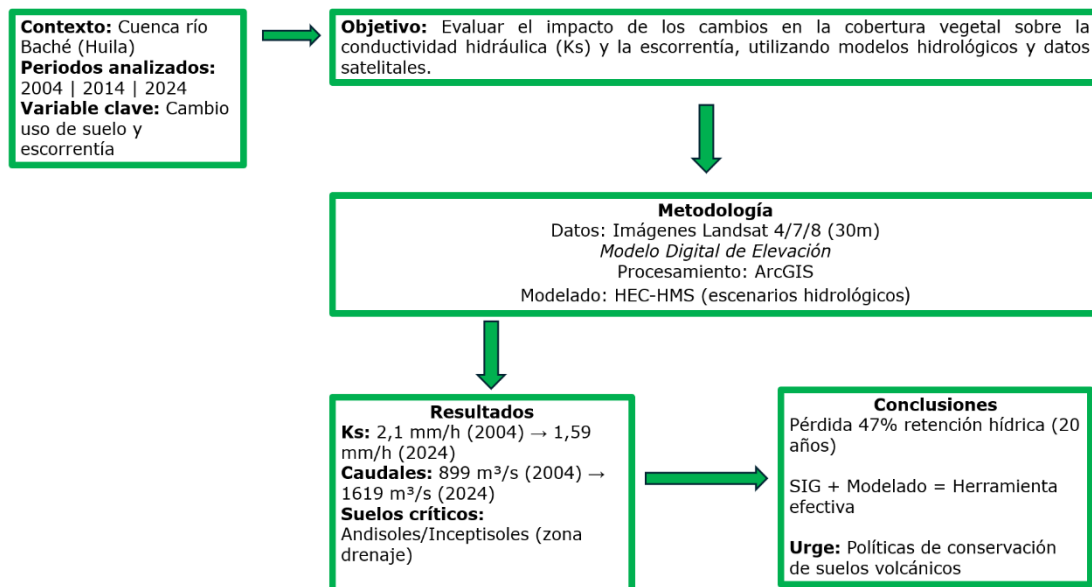 Contexto: Cuenca río
Baché (Huila)
Periodos analizados:
2004 | 2014 | 2024
Variable clave: Cambio
uso de suelo y
escorrentía
Objetivo: Evaluar el impacto de los cambios en la cobertura vegetal sobre la
conductividad hidráulica (Ks) y la escorrentía, utilizando modelos hidrológicos y datos
satelitales.
Metodología
Datos: Imágenes Landsat 4/7/8 (30m)
Modelo Digital de Elevación
Procesamiento: ArcGIS
Modelado: HEC-HMS (escenarios hidrológicos)
Resultados
Ks: 2,1 mm/h (2004) → 1,59
mm/h (2024)
Caudales: 899 m³/s (2004) →
1619 m³/s (2024)
Suelos críticos:
Andisoles/Inceptisoles (zona
drenaje)
Conclusiones
Pérdida 47% retención hídrica (20
años)
SIG + Modelado = Herramienta
efectiva
Urge: Políticas de conservación
de suelos volcánicos